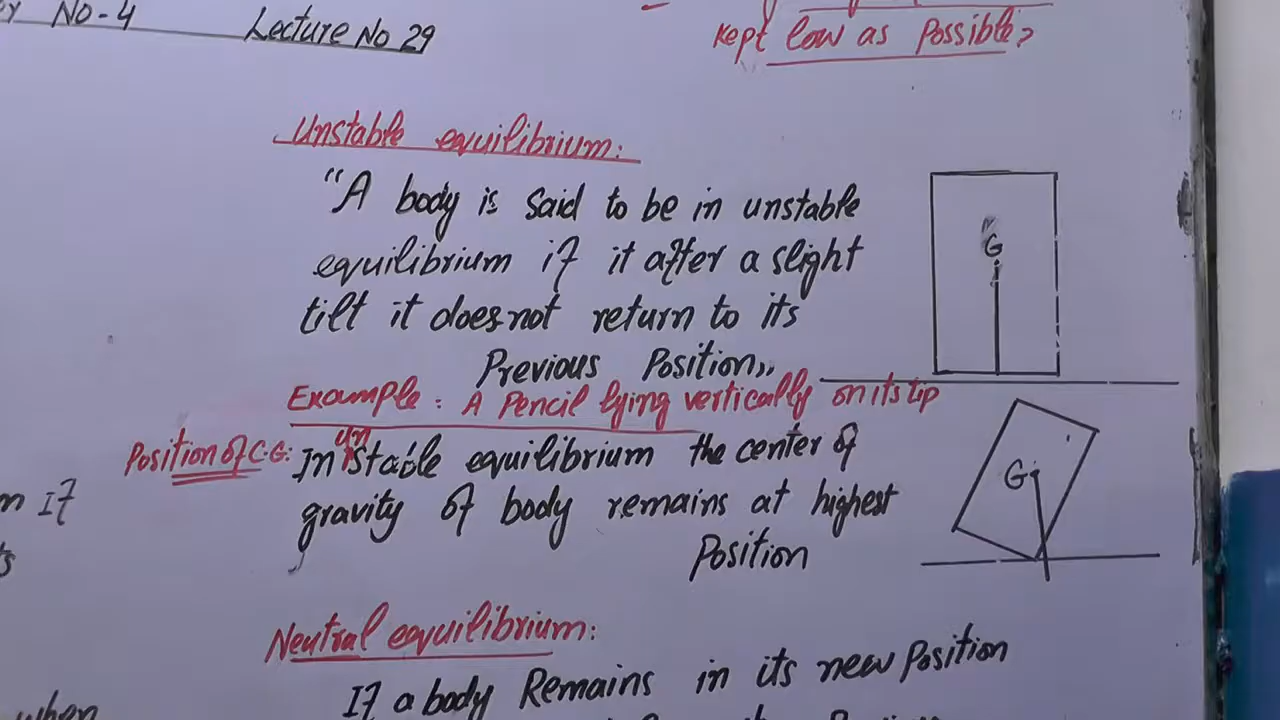 No-4
Lecture No 29
Kept low as Possible?
Unstable equilibrium:
"A body is said to be in unstable
equilibrium if it after a slight
tilt it does not return to its
Previous Position,,
Example: A Pencil lying vertically on its tip
Position of C.G: In unstable equilibrium the center of
gravity of body remains at highest
Position
G
G
If
Neutral equilibrium:
If a body Remains in its new Position
when